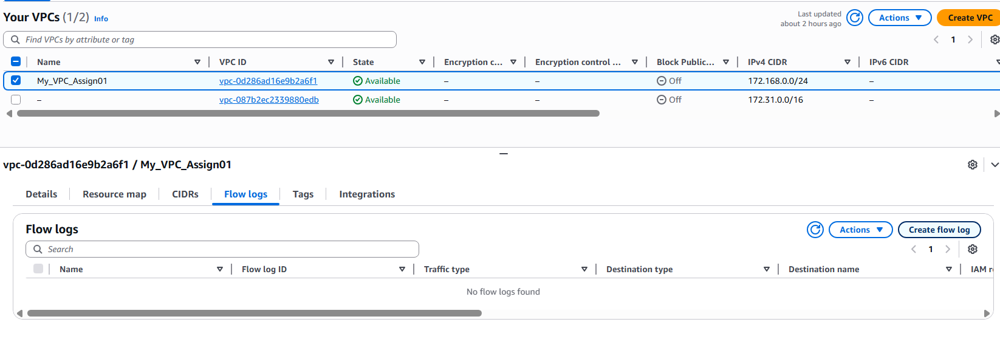 Your VPCs (1/2) Info
Last updated
about 2 hours ago
Actions
Create VPC
Find VPCs by attribute or tag
1
Name VPC ID State Encryption c... Encryption control ... Block Public... IPv4 CIDR IPv6 CIDR
My_VPC_Assign01 vpc-0d286ad16e9b2a6f1 Available – – Off 172.168.0.0/24 –
– vpc-087b2ec2339880edb Available – – Off 172.31.0.0/16 –
vpc-0d286ad16e9b2a6f1 / My_VPC_Assign01
Details Resource map CIDRs Flow logs Tags Integrations
Flow logs
Actions
Create flow log
Search
1
Name Flow log ID Traffic type Destination type Destination name IAM
No flow logs found